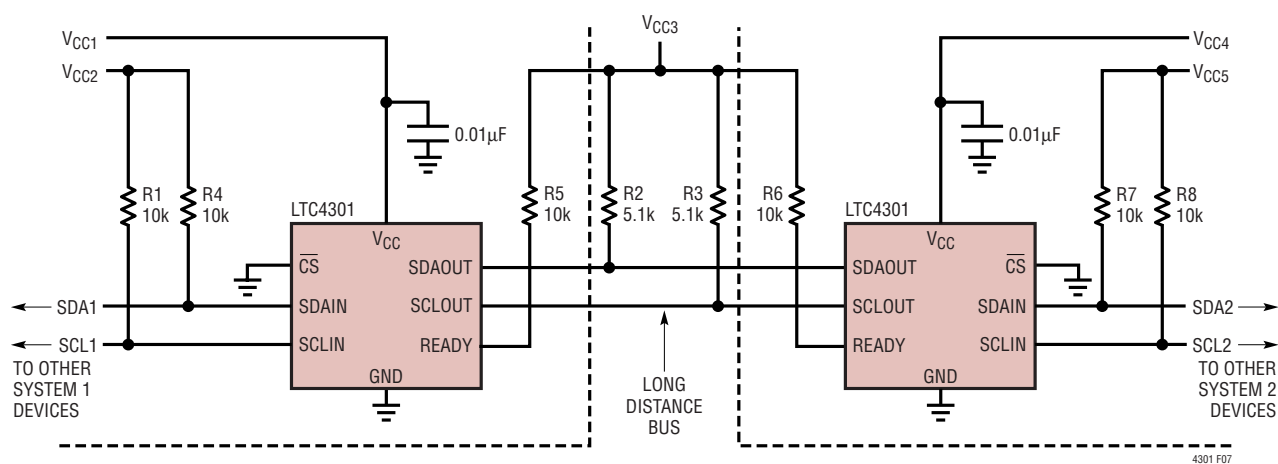 VCC1
VCC2
VCC3
VCC4
VCC5
0.01µF
0.01µF
R1
10k
R4
10k
R5
10k
R2
5.1k
R3
5.1k
R6
10k
R7
10k
R8
10k
LTC4301
VCC
CS
SDAOUT
SDAIN
SCLOUT
SCLIN
READY
GND
LTC4301
VCC
SDAOUT
CS
SCLOUT
SDAIN
READY
SCLIN
GND
SDA1
SCL1
TO OTHER
SYSTEM 1
DEVICES
LONG
DISTANCE
BUS
SDA2
SCL2
TO OTHER
SYSTEM 2
DEVICES
4301 F07